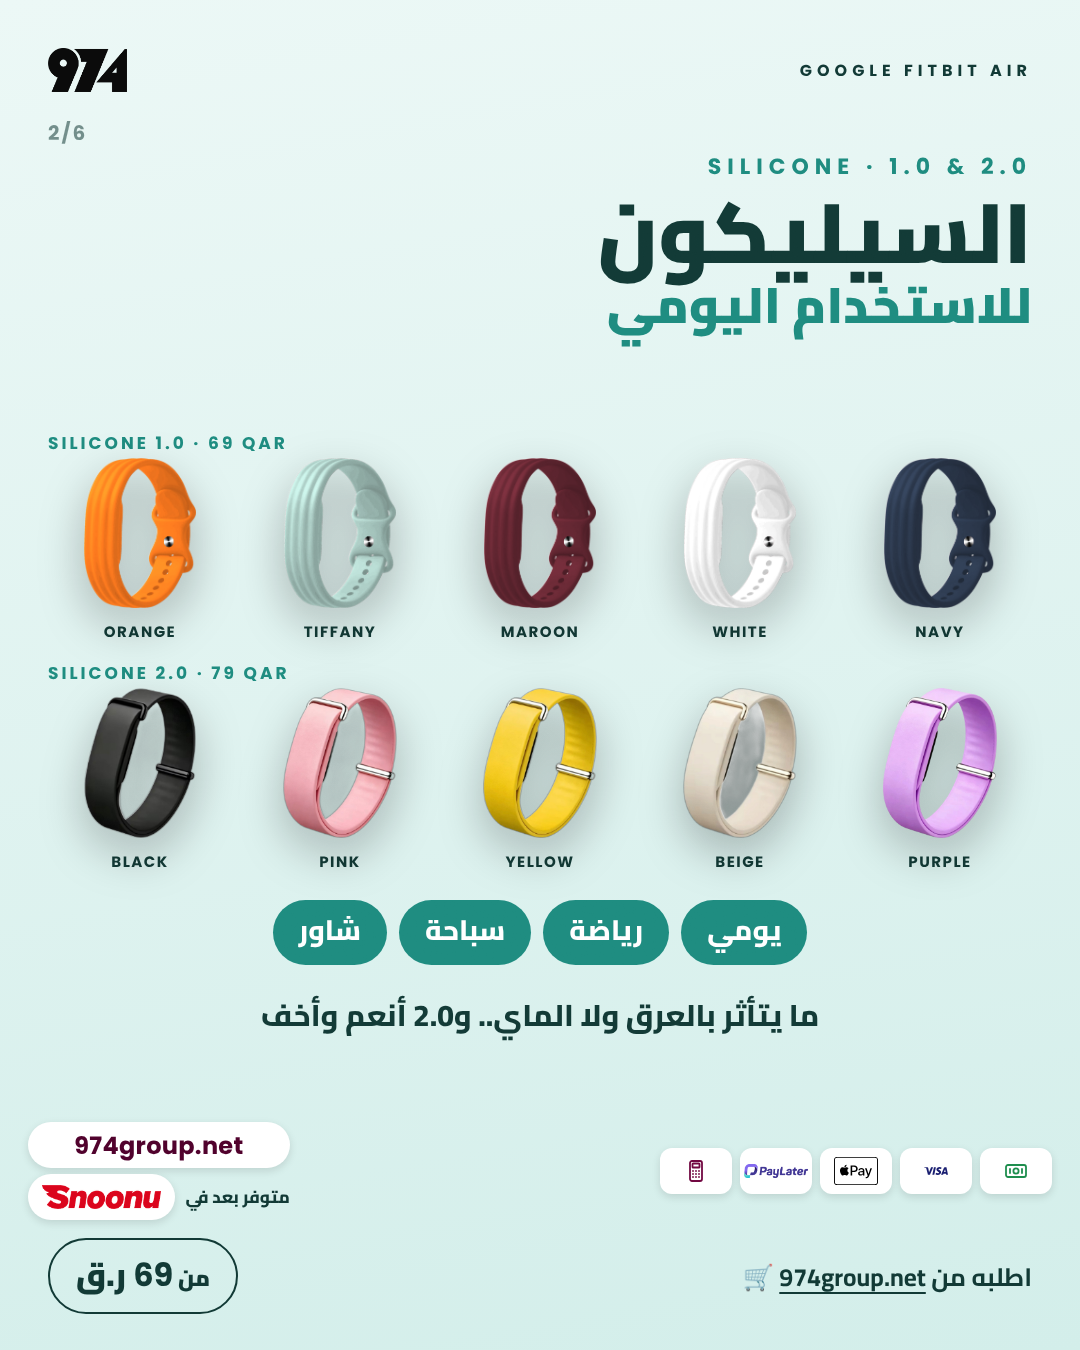 974
GOOGLE FITBIT AIR
2/6
SILICONE · 1.0 & 2.0
السيليكون
للاستخدام اليومي
SILICONE 1.0 · 69 QAR
ORANGE
TIFFANY
MAROON
WHITE
NAVY
SILICONE 2.0 · 79 QAR
BLACK
PINK
YELLOW
BEIGE
PURPLE
يومي
رياضة
سباحة
شاور
ما يتأثر بالعرق ولا الماي.. و2.0 أنعم وأخف
974group.net
متوفر بعد في Snoonu
PayLater
Pay
VISA
من 69 ر.ق
اطلبه من 974group.net 🛒